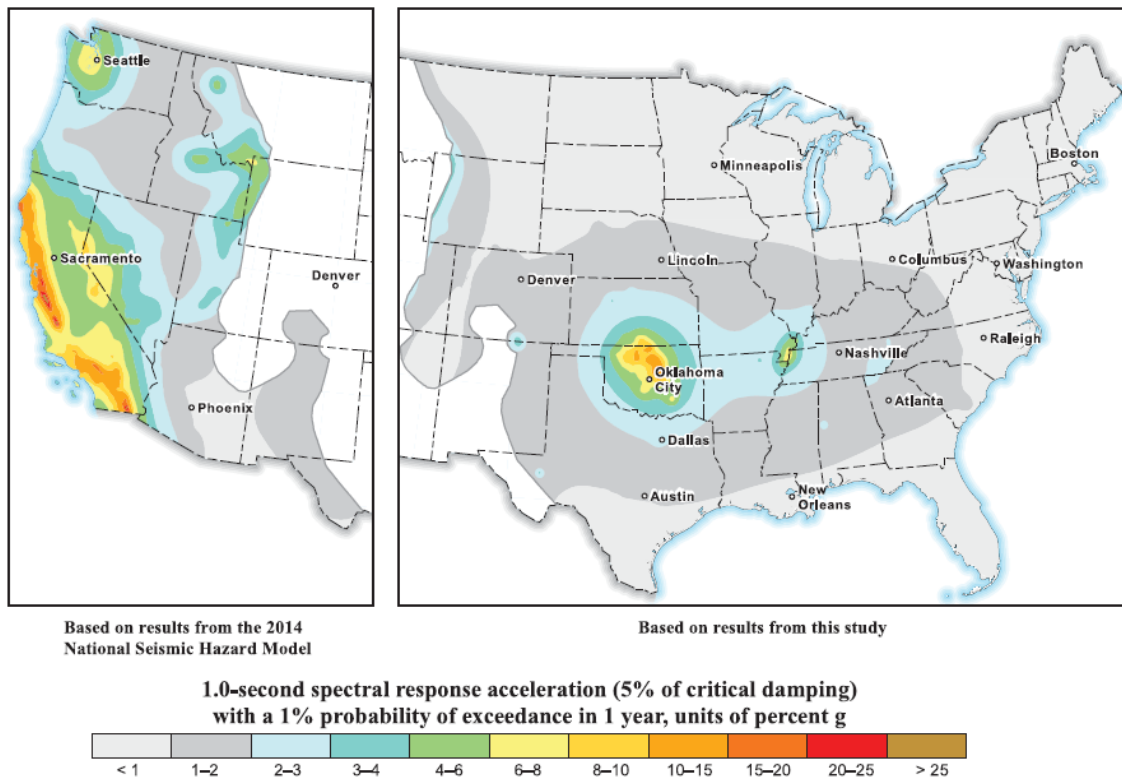 Seattle
Sacramento
Denver
Phoenix
Minneapolis
Boston
Lincoln
Columbus
Washington
Denver
Nashville
Raleigh
Oklahoma
City
Atlanta
Dallas
Austin
New
Orleans
Based on results from the 2014
National Seismic Hazard Model
Based on results from this study
1.0-second spectral response acceleration (5% of critical damping)
with a 1% probability of exceedance in 1 year, units of percent g
< 1 1–2 2–3 3–4 4–6 6–8 8–10 10–15 15–20 20–25 > 25